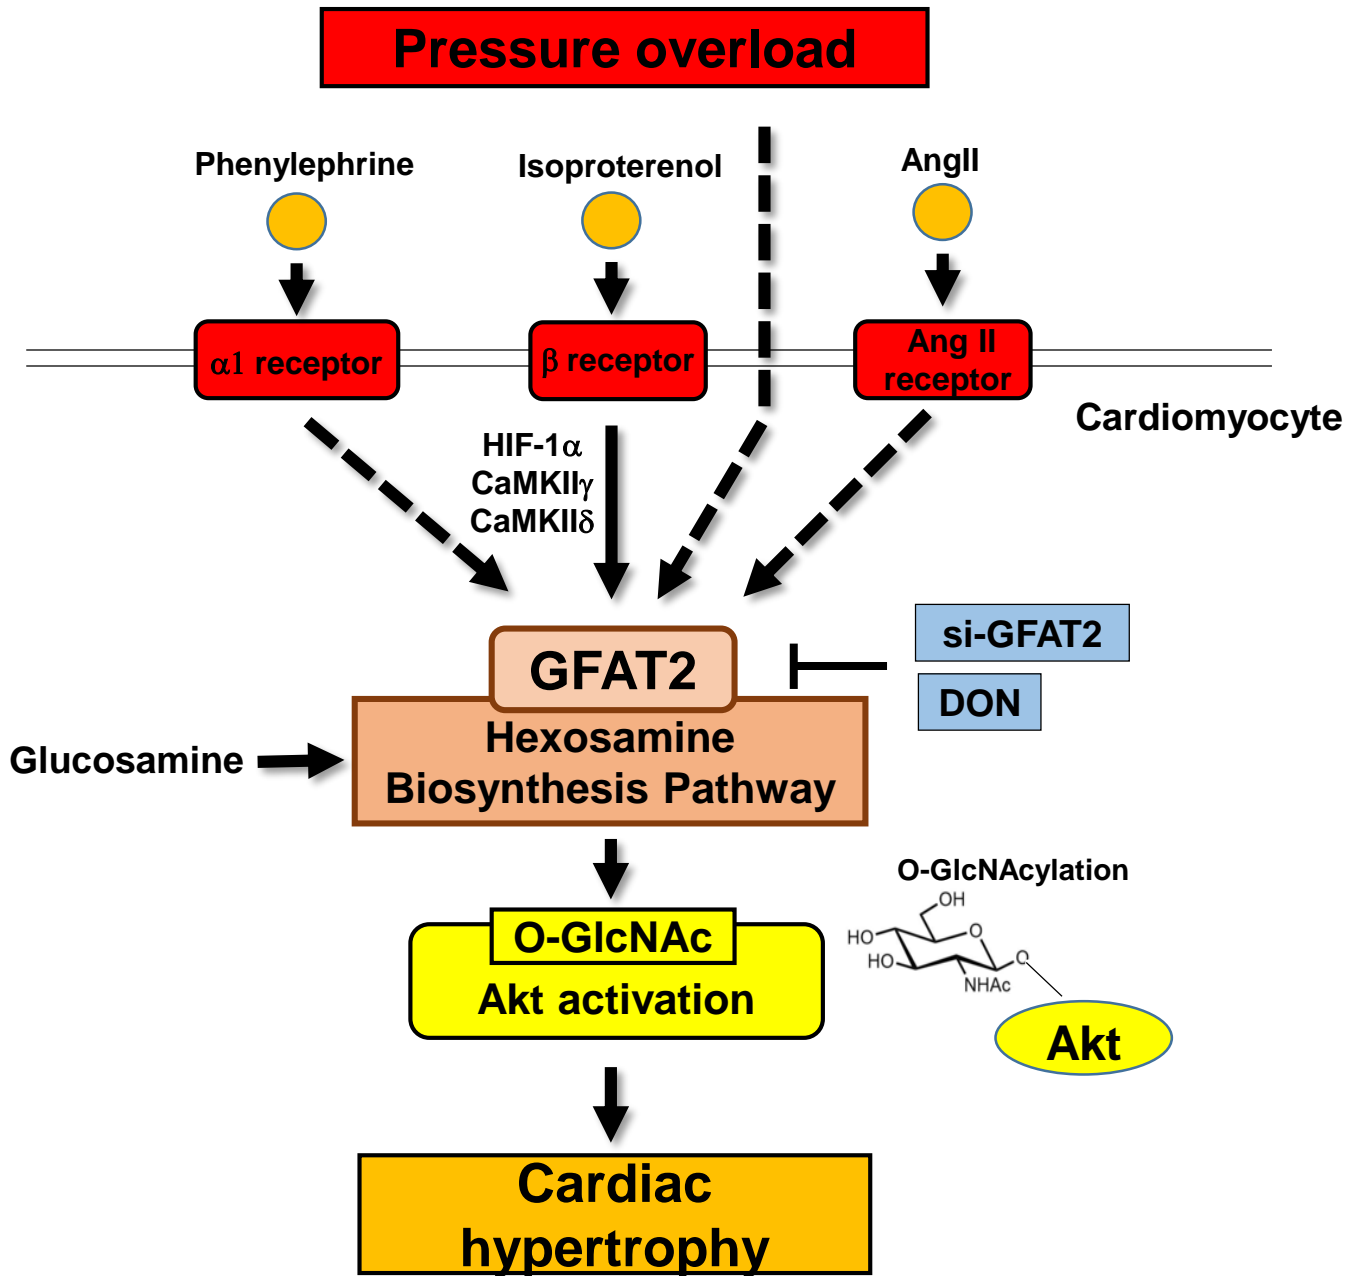 Pressure overload
Phenylephrine
Isoproterenol
AngII
α1 receptor
β receptor
Ang II
receptor
Cardiomyocyte
HIF-1α
CaMKIIγ
CaMKIIδ
si-GFAT2
GFAT2
DON
Hexosamine
Biosynthesis Pathway
Glucosamine
O-GlcNAcylation
OH
HO
O
HO
O
NHAc
O-GlcNAc
Akt activation
Akt
Cardiac
hypertrophy